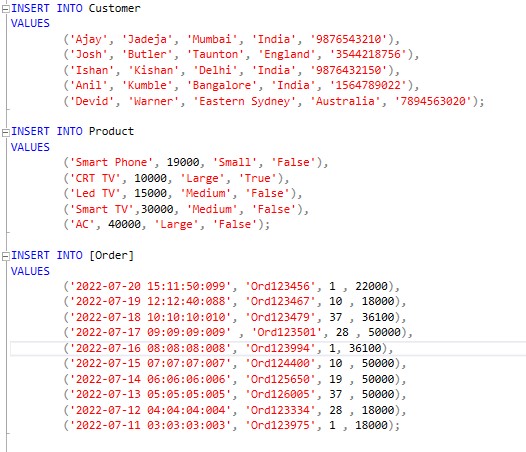 INSERT INTO Customer
VALUES
('Ajay', 'Jadeja', 'Mumbai', 'India', '9876543210'),
('Josh', 'Butler', 'Taunton', 'England', '3544218756'),
('Ishan', 'Kishan', 'Delhi', 'India', '9876432150'),
('Anil', 'Kumble', 'Bangalore', 'India', '1564789022'),
('Devid', 'Warner', 'Eastern Sydney', 'Australia', '7894563020');
INSERT INTO Product
VALUES
('Smart Phone', 19000, 'Small', 'False'),
('CRT TV', 10000, 'Large', 'True'),
('Led TV', 15000, 'Medium', 'False'),
('Smart TV',30000, 'Medium', 'False'),
('AC', 40000, 'Large', 'False');
INSERT INTO [Order]
VALUES
('2022-07-20 15:11:50:099', 'Ord123456', 1 , 22000),
('2022-07-19 12:12:40:088', 'Ord123467', 10 , 18000),
('2022-07-18 10:10:10:010', 'Ord123479', 37 , 36100),
('2022-07-17 09:09:09:009' , 'Ord123501', 28 , 50000),
('2022-07-16 08:08:08:008', 'Ord123994', 1, 36100),
('2022-07-15 07:07:07:007', 'Ord124400', 10 , 50000),
('2022-07-14 06:06:06:006', 'Ord125650', 19 , 50000),
('2022-07-13 05:05:05:005', 'Ord126005', 37 , 50000),
('2022-07-12 04:04:04:004', 'Ord123334', 28 , 18000),
('2022-07-11 03:03:03:003', 'Ord123975', 1 , 18000);